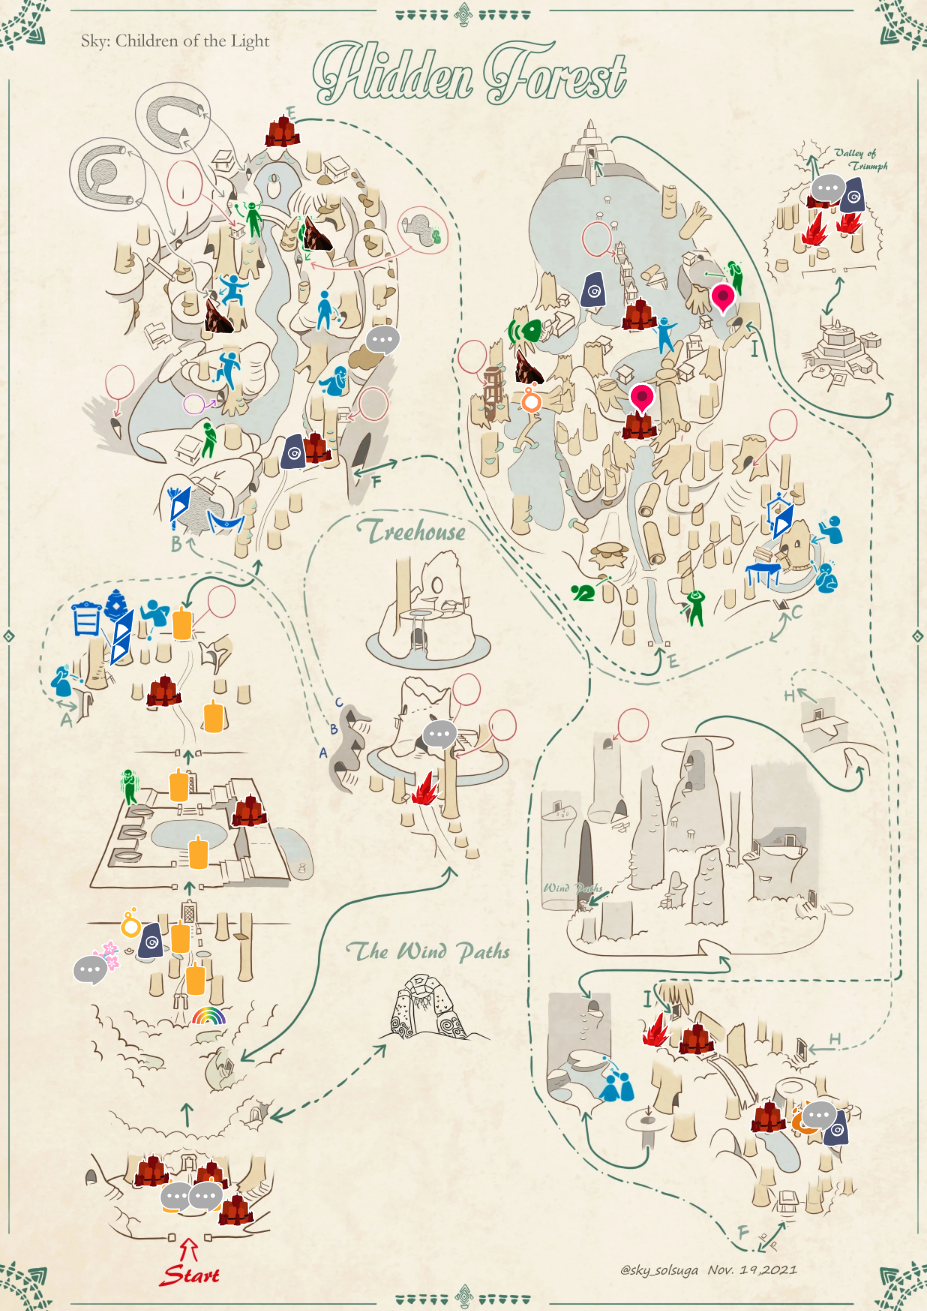 Sky: Children of the Light
Hidden Forest
E
Valley of
Triumph
I
F
B
Treehouse
C
E
A
C
B
A
H
Wind Paths
The Wind Paths
I
H
F
Start
@sky_solsuga Nov. 19,2021